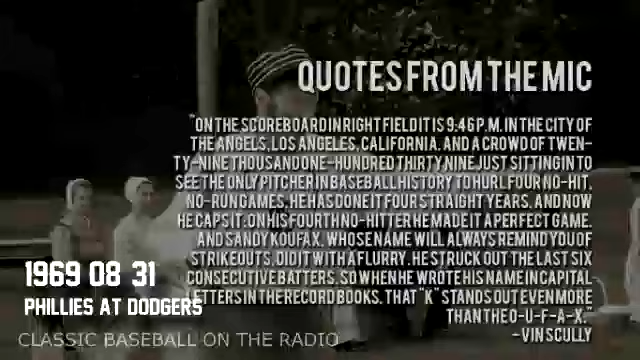 QUOTES FROM THE MIC
"ON THE SCOREBOARD IN RIGHT FIELD IT IS 9:46 P.M. IN THE CITY OF
THE ANGELS, LOS ANGELES, CALIFORNIA. AND A CROWD OF TWEN-
TY-NINE THOUSAND ONE-HUNDRED THIRTY NINE JUST SITTING IN TO
SEE THE ONLY PITCHER IN BASEBALL HISTORY TO HURL FOUR NO-HIT,
NO-RUN GAMES. HE HAS DONE IT FOUR STRAIGHT YEARS, AND NOW
HE CAPS IT: ON HIS FOURTH NO-HITTER HE MADE IT A PERFECT GAME.
AND SANDY KOUFAX, WHOSE NAME WILL ALWAYS REMIND YOU OF
STRIKEOUTS, DID IT WITH A FLURRY. HE STRUCK OUT THE LAST SIX
CONSECUTIVE BATTERS. SO WHEN HE WROTE HIS NAME IN CAPITAL
LETTERS IN THE RECORD BOOKS, THAT "K" STANDS OUT EVEN MORE
THAN THE O-U-F-A-X."
-VIN SCULLY
1969 08 31
PHILLIES AT DODGERS
CLASSIC BASEBALL ON THE RADIO